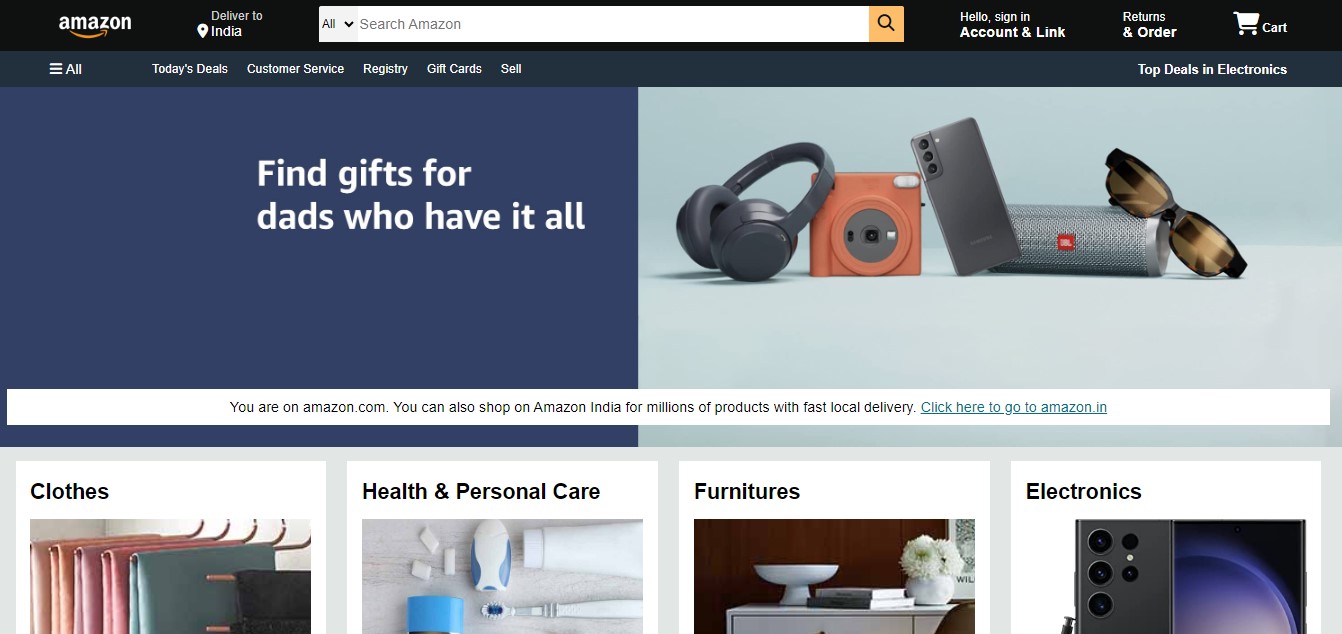 amazon
Deliver to
India
All
Search Amazon
Hello, sign in
Account & Link
Returns
& Order
Cart
All
Today's Deals
Customer Service
Registry
Gift Cards
Sell
Top Deals in Electronics
Find gifts for
dads who have it all
JBL
You are on amazon.com. You can also shop on Amazon India for millions of products with fast local delivery. Click here to go to amazon.in
Clothes
Health & Personal Care
Furnitures
Electronics